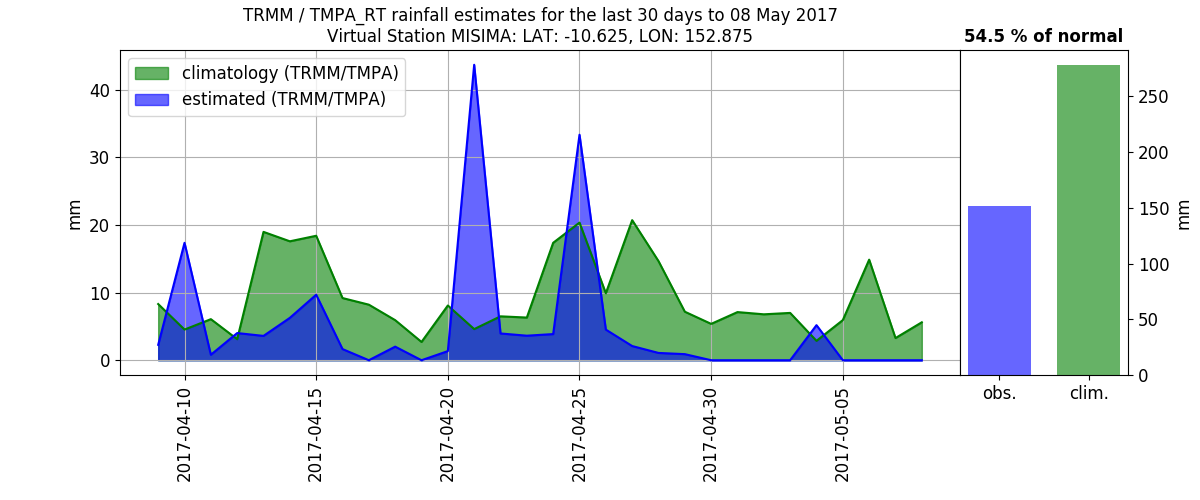 TRMM / TMPA_RT rainfall estimates for the last 30 days to 08 May 2017
Virtual Station MISIMA: LAT: -10.625, LON: 152.875
54.5 % of normal
climatology (TRMM/TMPA)
estimated (TRMM/TMPA)
mm
40
30
20
10
0
2017-04-10
2017-04-15
2017-04-20
2017-04-25
2017-04-30
2017-05-05
obs.
clim.
250
200
150
100
50
0
mm